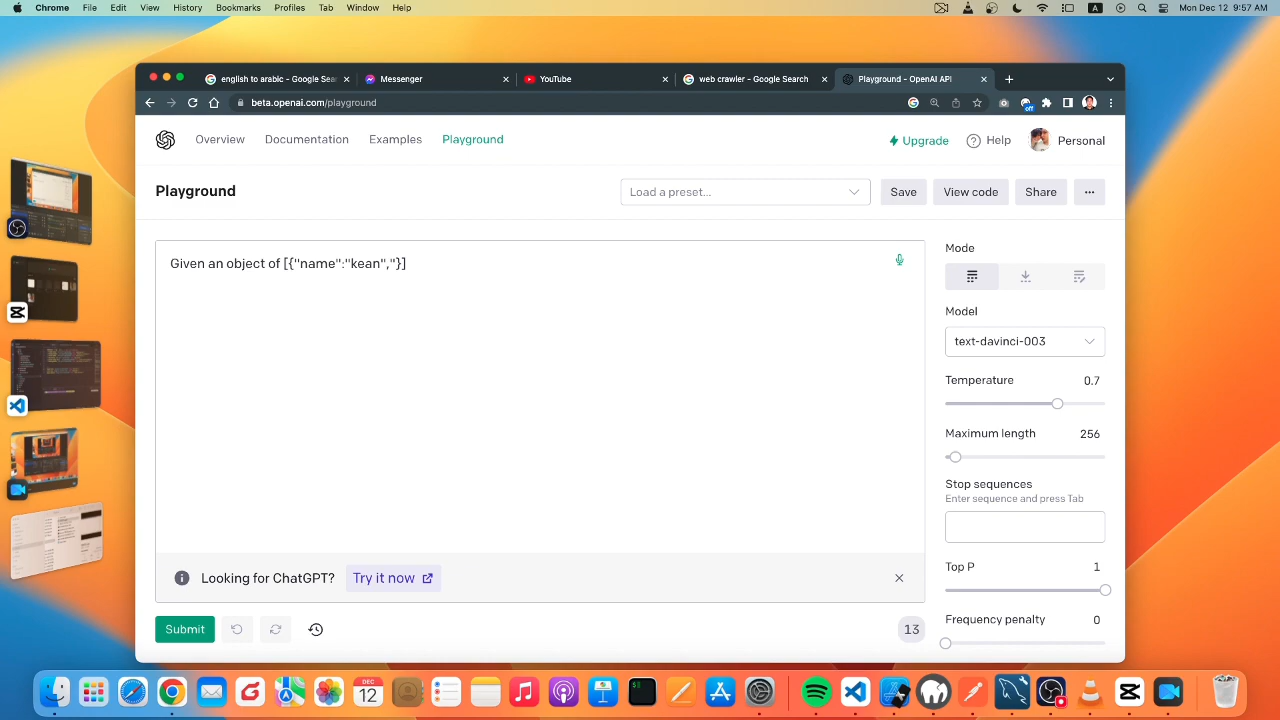 Chrome File Edit View History Bookmarks Profiles Tab Window Help A Mon Dec 12 9:57 AM
english to arabic - Google Sea Messenger YouTube web crawler - Google Search Playground - OpenAI API
beta.openai.com/playground off
Overview Documentation Examples Playground Upgrade Help Personal
Playground Load a preset... Save View code Share ...
Given an object of [{"name":"kean","}]
Mode
Model
text-davinci-003
Temperature 0.7
Maximum length 256
Stop sequences
Enter sequence and press Tab
Top P 1
Frequency penalty 0
Looking for ChatGPT? Try it now
Submit 13
DEC
12